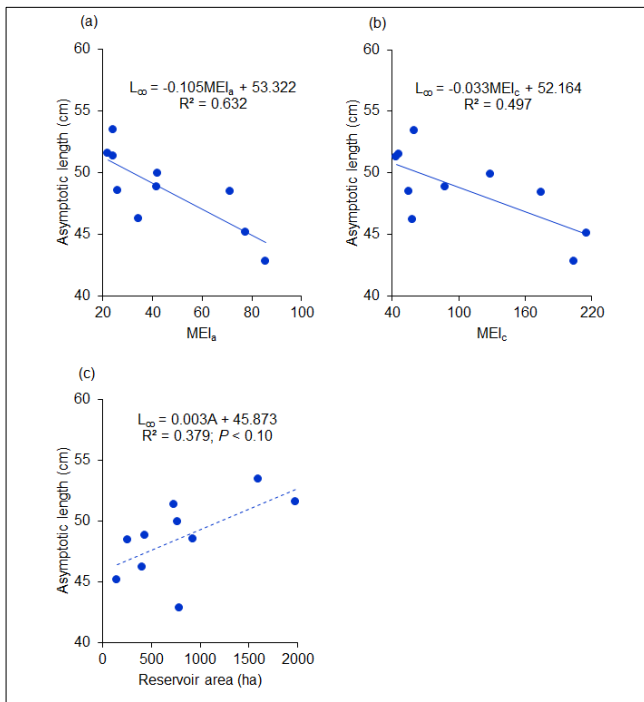 (a)
60
55
50
45
40
Asymptotic length (cm)
L∞ = -0.105MEIa + 53.322
R² = 0.632
20 40 60 80 100
MEIa
(b)
60
55
50
45
40
Asymptotic length (cm)
L∞ = -0.033MEIc + 52.164
R² = 0.497
40 100 160 220
MEIc
(c)
60
55
50
45
40
Asymptotic length (cm)
L∞ = 0.003A + 45.873
R² = 0.379; P < 0.10
0 500 1000 1500 2000
Reservoir area (ha)